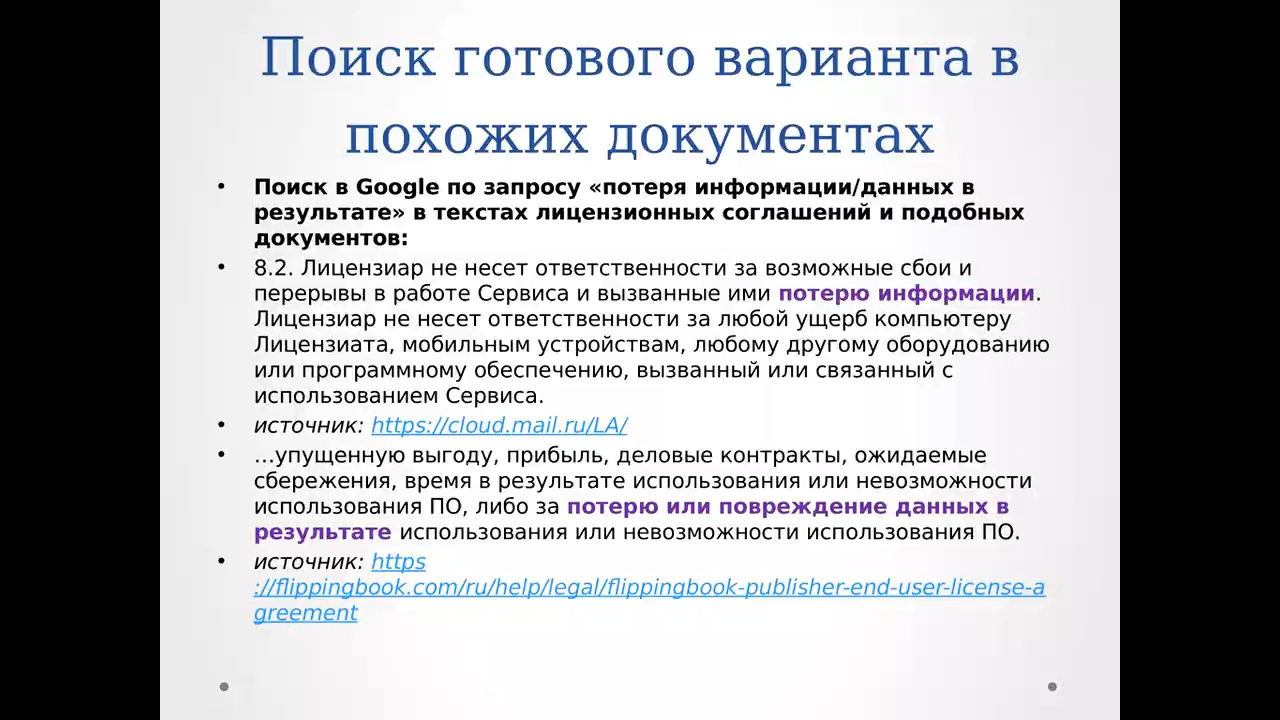 Поиск готового варианта в
похожих документах
• Поиск в Google по запросу «потеря информации/данных в
результате» в текстах лицензионных соглашений и подобных
документов:
• 8.2. Лицензиар не несет ответственности за возможные сбои и
перерывы в работе Сервиса и вызванные ими потерю информации.
Лицензиар не несет ответственности за любой ущерб компьютеру
Лицензиата, мобильным устройствам, любому другому оборудованию
или программному обеспечению, вызванный или связанный с
использованием Сервиса.
• источник: https://cloud.mail.ru/LA/
• …упущенную выгоду, прибыль, деловые контракты, ожидаемые
сбережения, время в результате использования или невозможности
использования ПО, либо за потерю или повреждение данных в
результате использования или невозможности использования ПО.
• источник: https
://flippingbook.com/ru/help/legal/flippingbook-publisher-end-user-license-a
greement